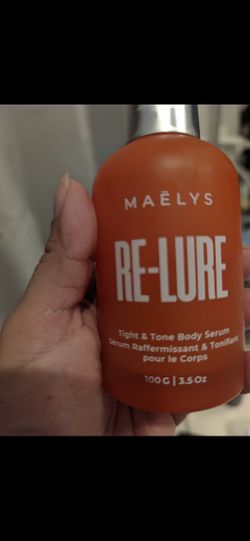 MAËLYS
RE-LURE
Tight & Tone Body Serum
Sérum Raffermissant & Tonifiant
pour le Corps
100G | 3.5Oz